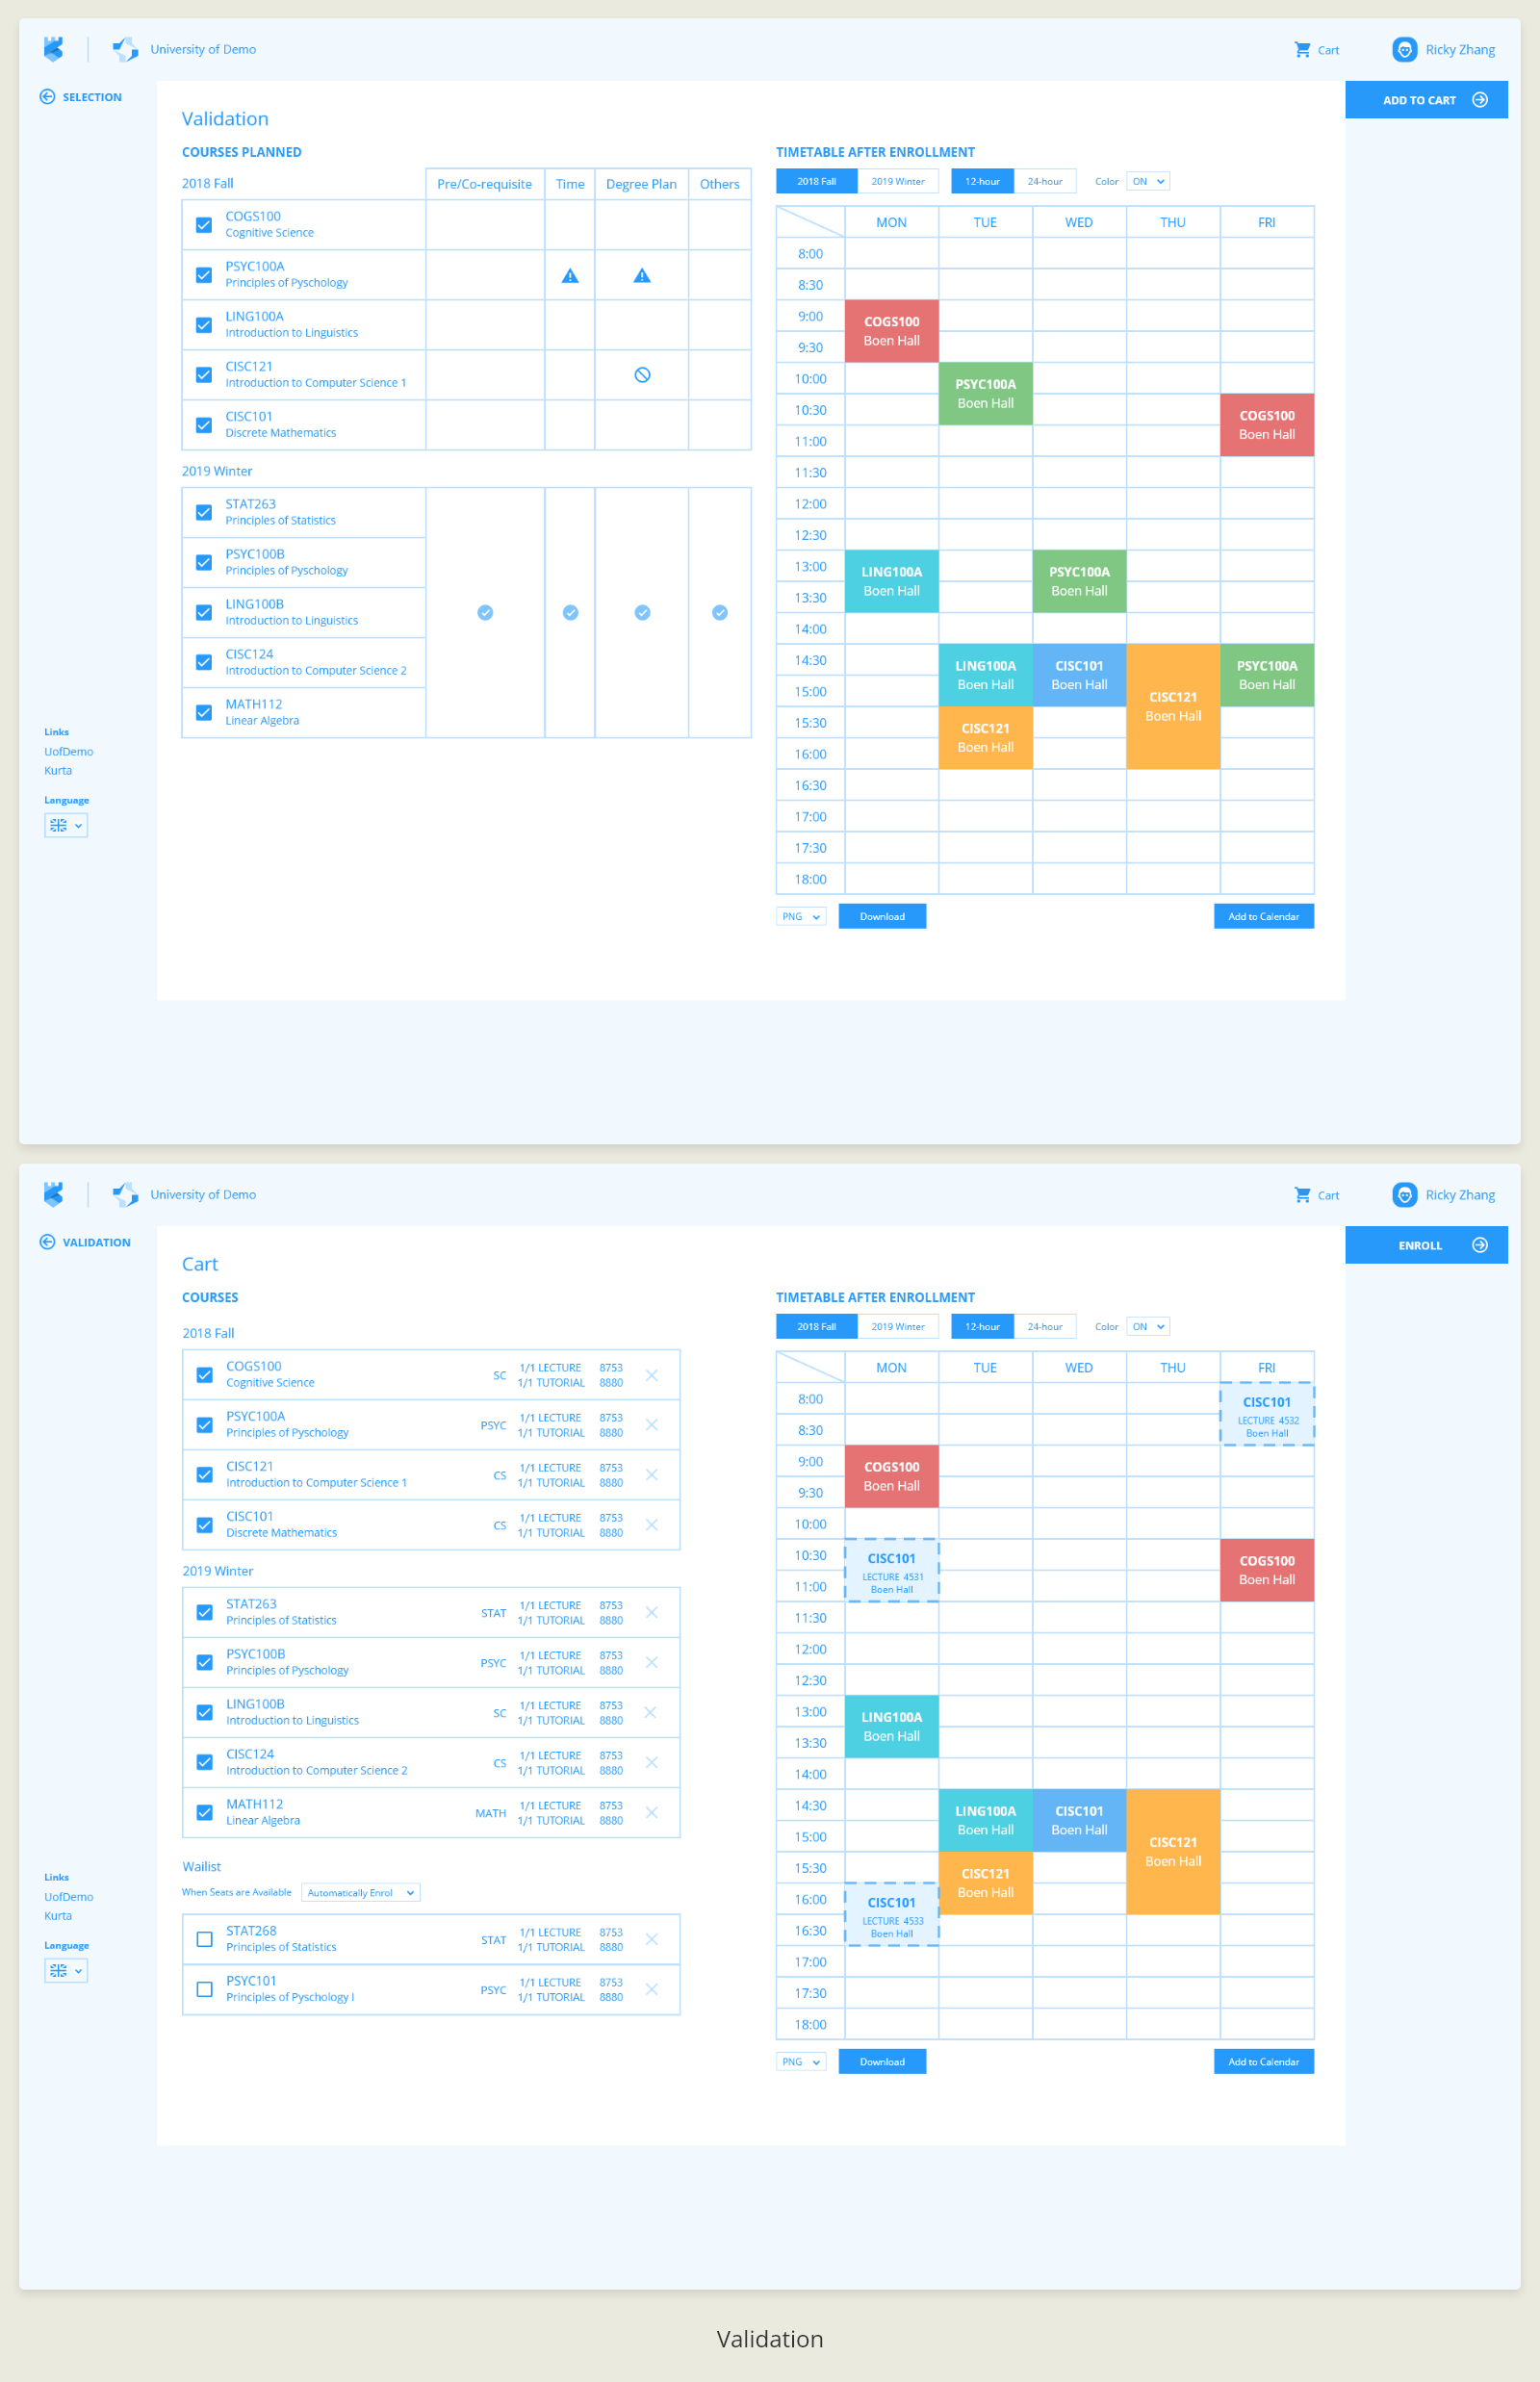 University of Demo
Cart
Ricky Zhang
SELECTION
ADD TO CART
Validation
COURSES PLANNED
2018 Fall
Pre/Co-requisite
Time
Degree Plan
Others
COGS100
Cognitive Science
PSYC100A
Principles of Pyschology
LING100A
Introduction to Linguistics
CISC121
Introduction to Computer Science 1
CISC101
Discrete Mathematics
2019 Winter
STAT263
Principles of Statistics
PSYC100B
Principles of Pyschology
LING100B
Introduction to Linguistics
CISC124
Introduction to Computer Science 2
MATH112
Linear Algebra
Links
UofDemo
Kurta
Language
TIMETABLE AFTER ENROLLMENT
2018 Fall
2019 Winter
12-hour
24-hour
Color
ON
MON
TUE
WED
THU
FRI
8:00
8:30
9:00
COGS100
Boen Hall
9:30
10:00
PSYC100A
Boen Hall
10:30
COGS100
Boen Hall
11:00
11:30
12:00
12:30
13:00
LING100A
Boen Hall
PSYC100A
Boen Hall
13:30
14:00
14:30
LING100A
Boen Hall
CISC101
Boen Hall
CISC121
Boen Hall
PSYC100A
Boen Hall
15:00
15:30
CISC121
Boen Hall
16:00
16:30
17:00
17:30
18:00
PNG
Download
Add to Calendar
University of Demo
Cart
Ricky Zhang
VALIDATION
ENROLL
Cart
COURSES
2018 Fall
COGS100
Cognitive Science
SC
1/1 LECTURE 8753
1/1 TUTORIAL 8880
PSYC100A
Principles of Pyschology
PSYC
1/1 LECTURE 8753
1/1 TUTORIAL 8880
CISC121
Introduction to Computer Science 1
CS
1/1 LECTURE 8753
1/1 TUTORIAL 8880
CISC101
Discrete Mathematics
CS
1/1 LECTURE 8753
1/1 TUTORIAL 8880
2019 Winter
STAT263
Principles of Statistics
STAT
1/1 LECTURE 8753
1/1 TUTORIAL 8880
PSYC100B
Principles of Pyschology
PSYC
1/1 LECTURE 8753
1/1 TUTORIAL 8880
LING100B
Introduction to Linguistics
SC
1/1 LECTURE 8753
1/1 TUTORIAL 8880
CISC124
Introduction to Computer Science 2
CS
1/1 LECTURE 8753
1/1 TUTORIAL 8880
MATH112
Linear Algebra
MATH
1/1 LECTURE 8753
1/1 TUTORIAL 8880
Wailist
When Seats are Available
Automatically Enrol
STAT268
Principles of Statistics
STAT
1/1 LECTURE 8753
1/1 TUTORIAL 8880
PSYC101
Principles of Pyschology I
PSYC
1/1 LECTURE 8753
1/1 TUTORIAL 8880
Links
UofDemo
Kurta
Language
TIMETABLE AFTER ENROLLMENT
2018 Fall
2019 Winter
12-hour
24-hour
Color
ON
MON
TUE
WED
THU
FRI
8:00
CISC101
LECTURE 4532
Boen Hall
8:30
9:00
COGS100
Boen Hall
9:30
10:00
10:30
CISC101
LECTURE 4531
Boen Hall
COGS100
Boen Hall
11:00
11:30
12:00
12:30
13:00
LING100A
Boen Hall
13:30
14:00
14:30
LING100A
Boen Hall
CISC101
Boen Hall
CISC121
Boen Hall
15:00
15:30
CISC121
Boen Hall
16:00
CISC101
LECTURE 4533
Boen Hall
16:30
17:00
17:30
18:00
PNG
Download
Add to Calendar
Validation